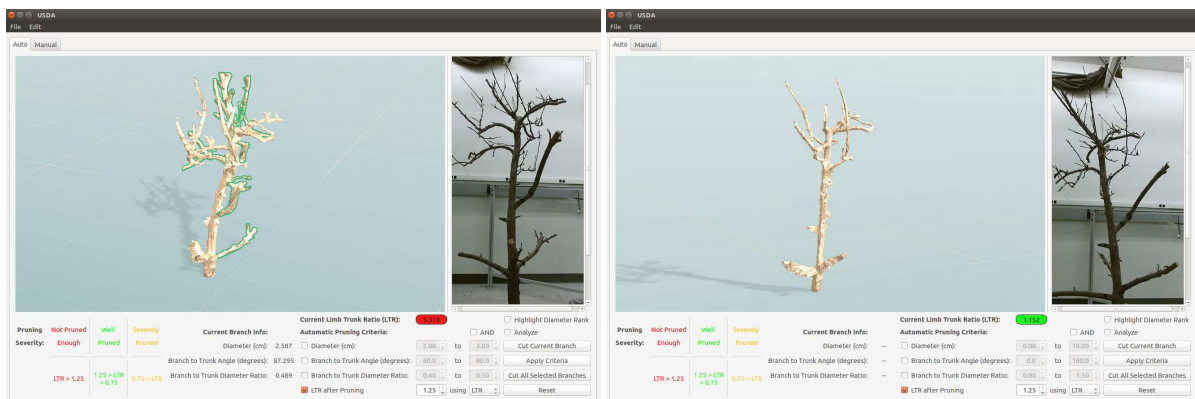 USDA
File Edit
Auto Manual
Current Limb Trunk Ratio (LTR): 5.319 Highlight Diameter Rank
Pruning Not Pruned Well Severely Current Branch Info: Automatic Pruning Criteria: AND Analyze
Severity: Enough Pruned Pruned Diameter (cm): 2.587 Diameter (cm): 2.00 to 3.00 Cut Current Branch
Branch to Trunk Angle (degrees): 87.295 Branch to Trunk Angle (degrees): 60.0 to 80.0 Apply Criteria
LTR > 1.25 1.25 > LTR 0.75 > LTR Branch to Trunk Diameter Ratio: 0.489 Branch to Trunk Diameter Ratio: 0.40 to 0.50 Cut All Selected Branches
> 0.75 LTR after Pruning 1.25 using LTR Reset
USDA
File Edit
Auto Manual
Current Limb Trunk Ratio (LTR): 1.152 Highlight Diameter Rank
Pruning Not Pruned Well Severely Current Branch Info: Automatic Pruning Criteria: AND Analyze
Severity: Enough Pruned Pruned Diameter (cm): -- Diameter (cm): 0.00 to 10.00 Cut Current Branch
Branch to Trunk Angle (degrees): -- Branch to Trunk Angle (degrees): 0.0 to 180.0 Apply Criteria
LTR > 1.25 1.25 > LTR 0.75 > LTR Branch to Trunk Diameter Ratio: -- Branch to Trunk Diameter Ratio: 0.00 to 1.50 Cut All Selected Branches
> 0.75 LTR after Pruning 1.25 using LTR Reset